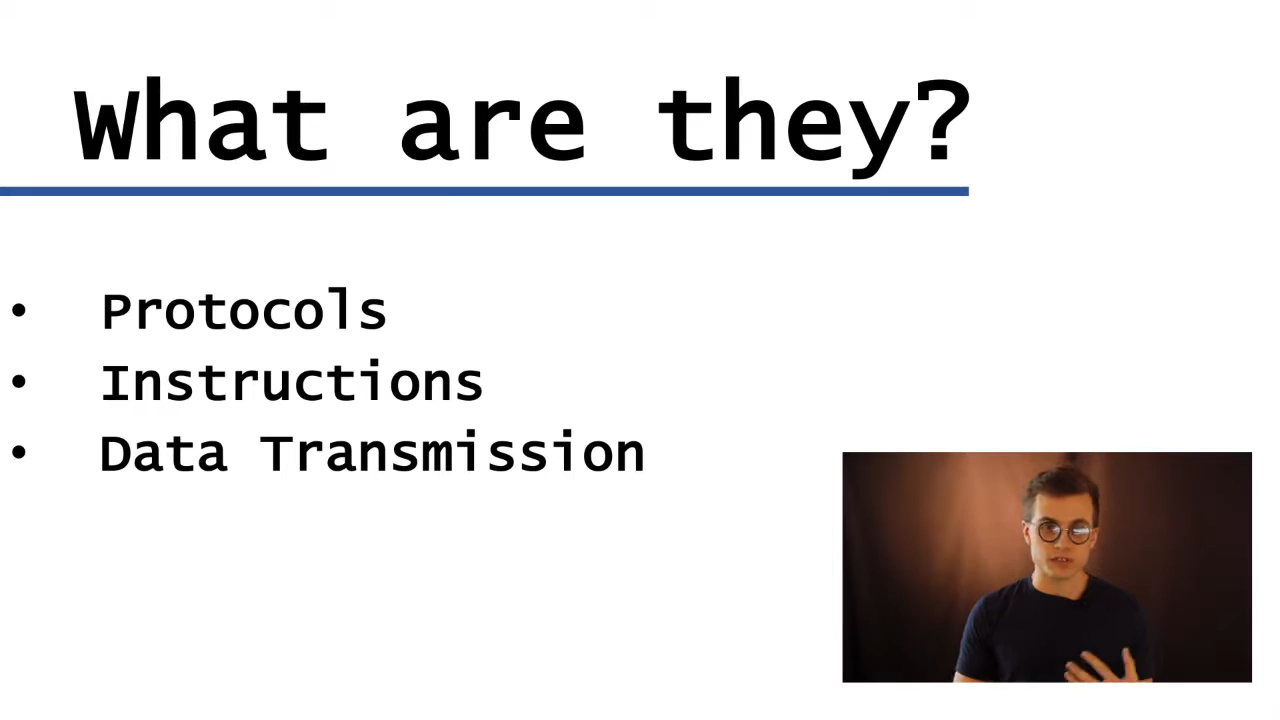 What are they?
• Protocols
• Instructions
• Data Transmission